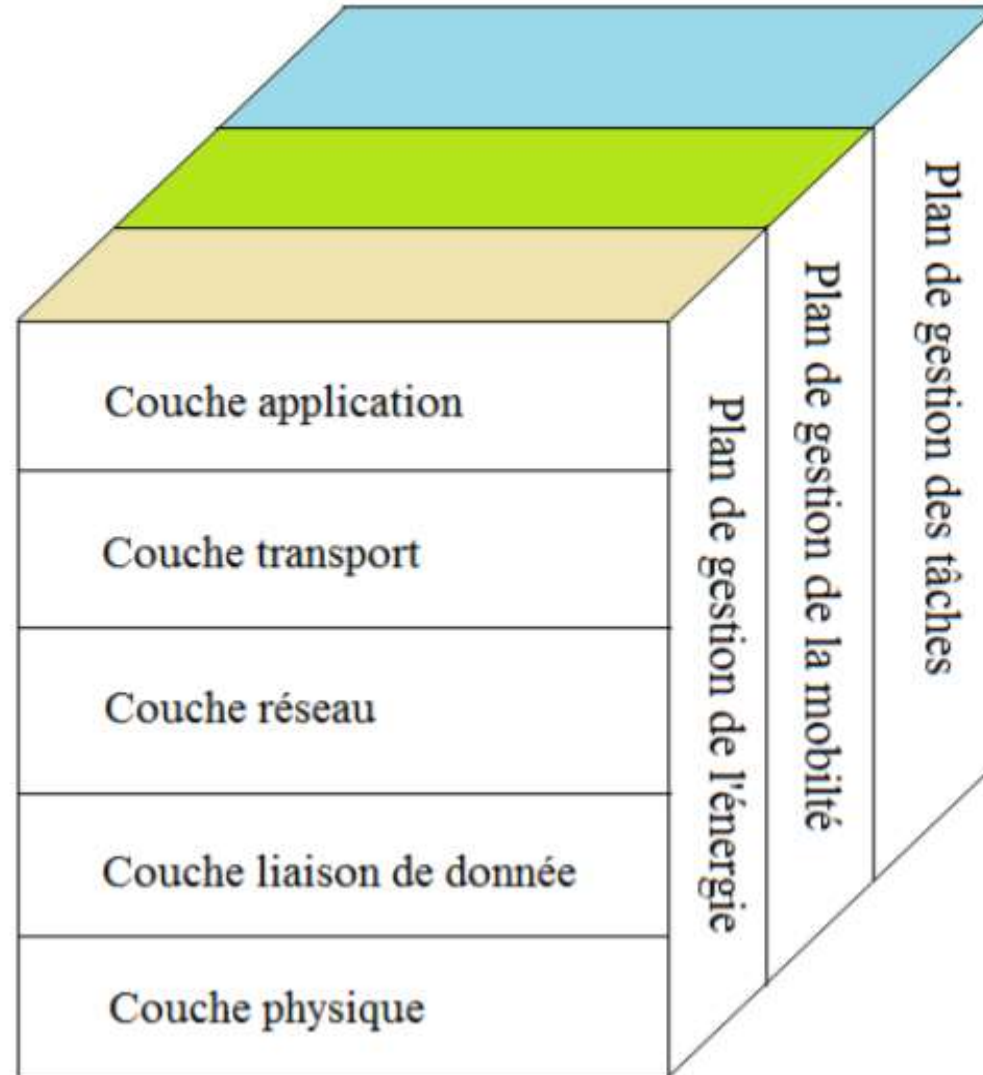 Couche application
Couche transport
Couche réseau
Couche liaison de donnée
Couche physique
Plan de gestion de l'énergie
Plan de gestion de la mobilté
Plan de gestion des tâches